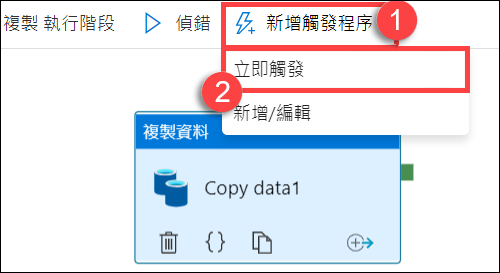 複製 執行階段 偵錯 新增觸發程序 1
立即觸發
2
新增/編輯
複製資料
Copy data1
{}